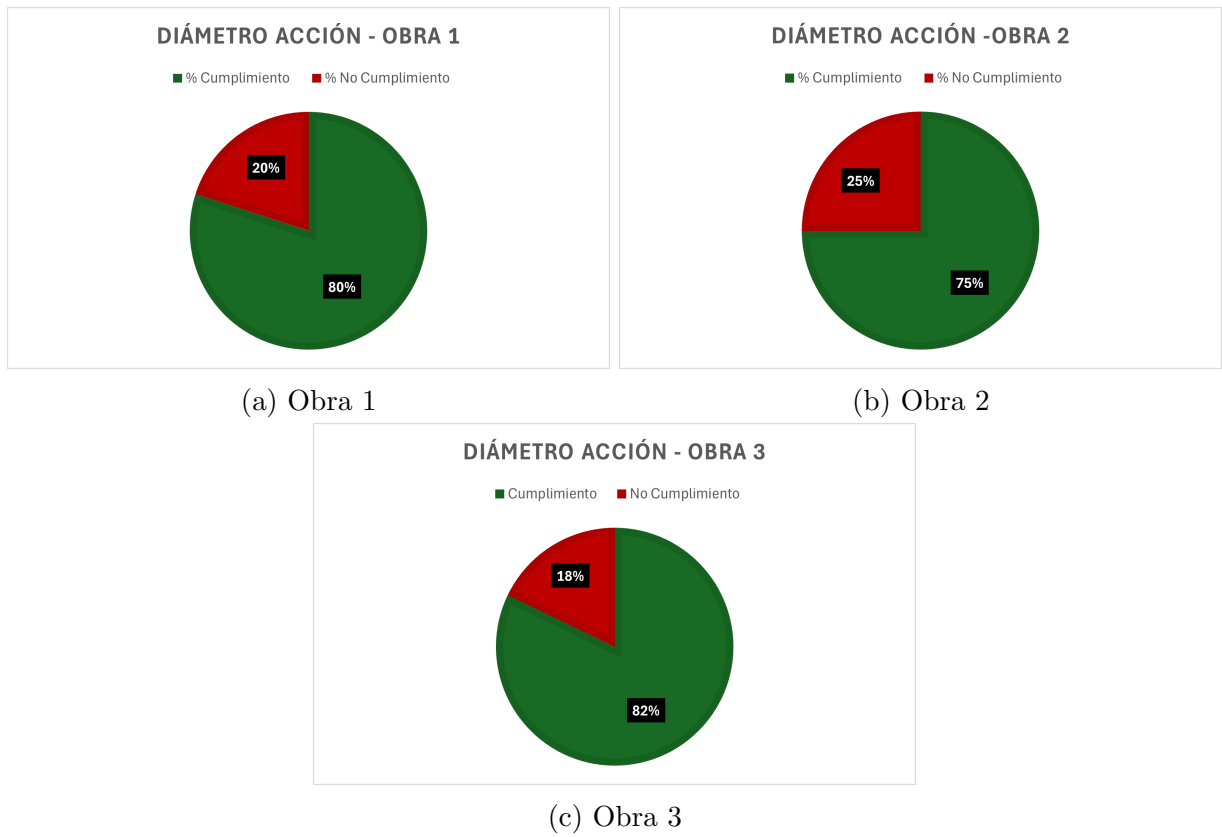 DIÁMETRO ACCIÓN - OBRA 1
% Cumplimiento % No Cumplimiento
20%
80%
(a) Obra 1
DIÁMETRO ACCIÓN -OBRA 2
% Cumplimiento % No Cumplimiento
25%
75%
(b) Obra 2
DIÁMETRO ACCIÓN - OBRA 3
Cumplimiento No Cumplimiento
18%
82%
(c) Obra 3